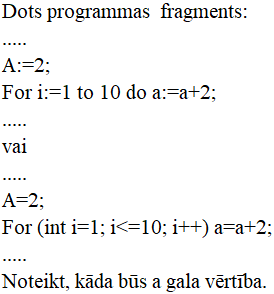 Dots programmas fragments:
.....
A:=2;
For i:=1 to 10 do a:=a+2;
.....
vai
.....
A=2;
For (int i=1; i<=10; i++) a=a+2;
.....
Noteikt, kāda būs a gala vērtība.